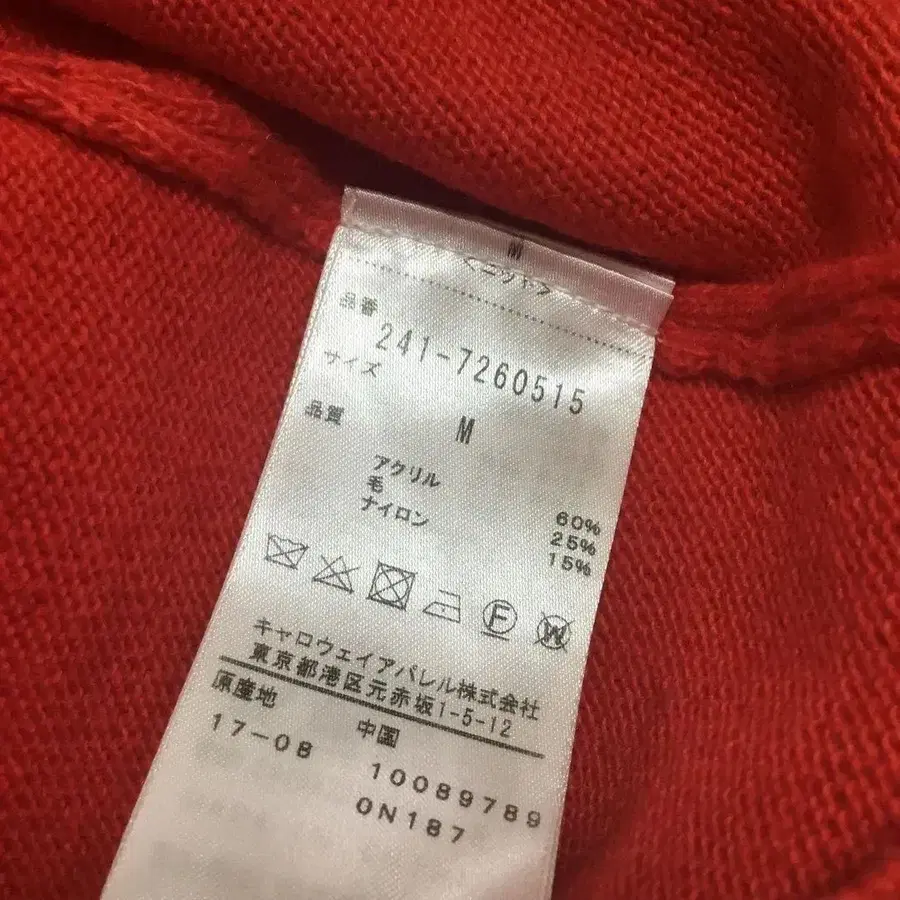 M
<ニット>
品番
241-7260515
サイズ
M
品質
アクリル 60%
毛 25%
ナイロン 15%
F W
キャロウェイアパレル株式会社
東京都港区元赤坂1-5-12
原産地 中国
17-08 10089789
0N187